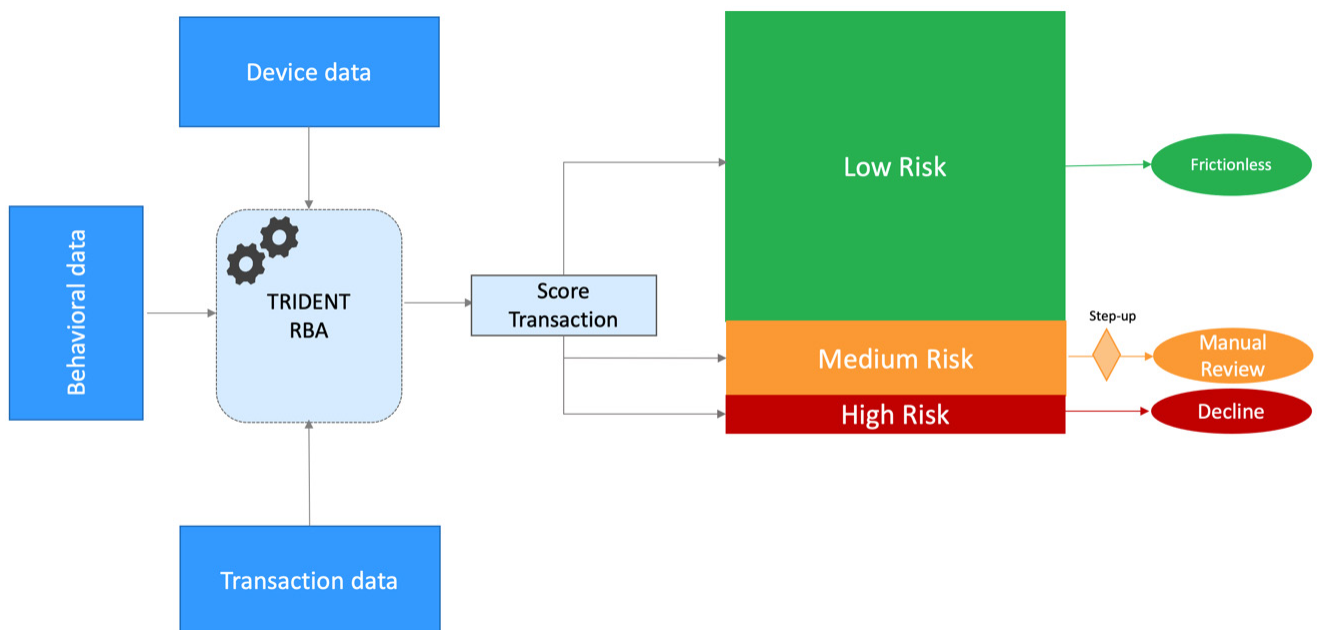 Device data
Behavioral data
TRIDENT
RBA
Transaction data
Score
Transaction
Low Risk
Medium Risk
High Risk
Frictionless
Step-up
Manual
Review
Decline